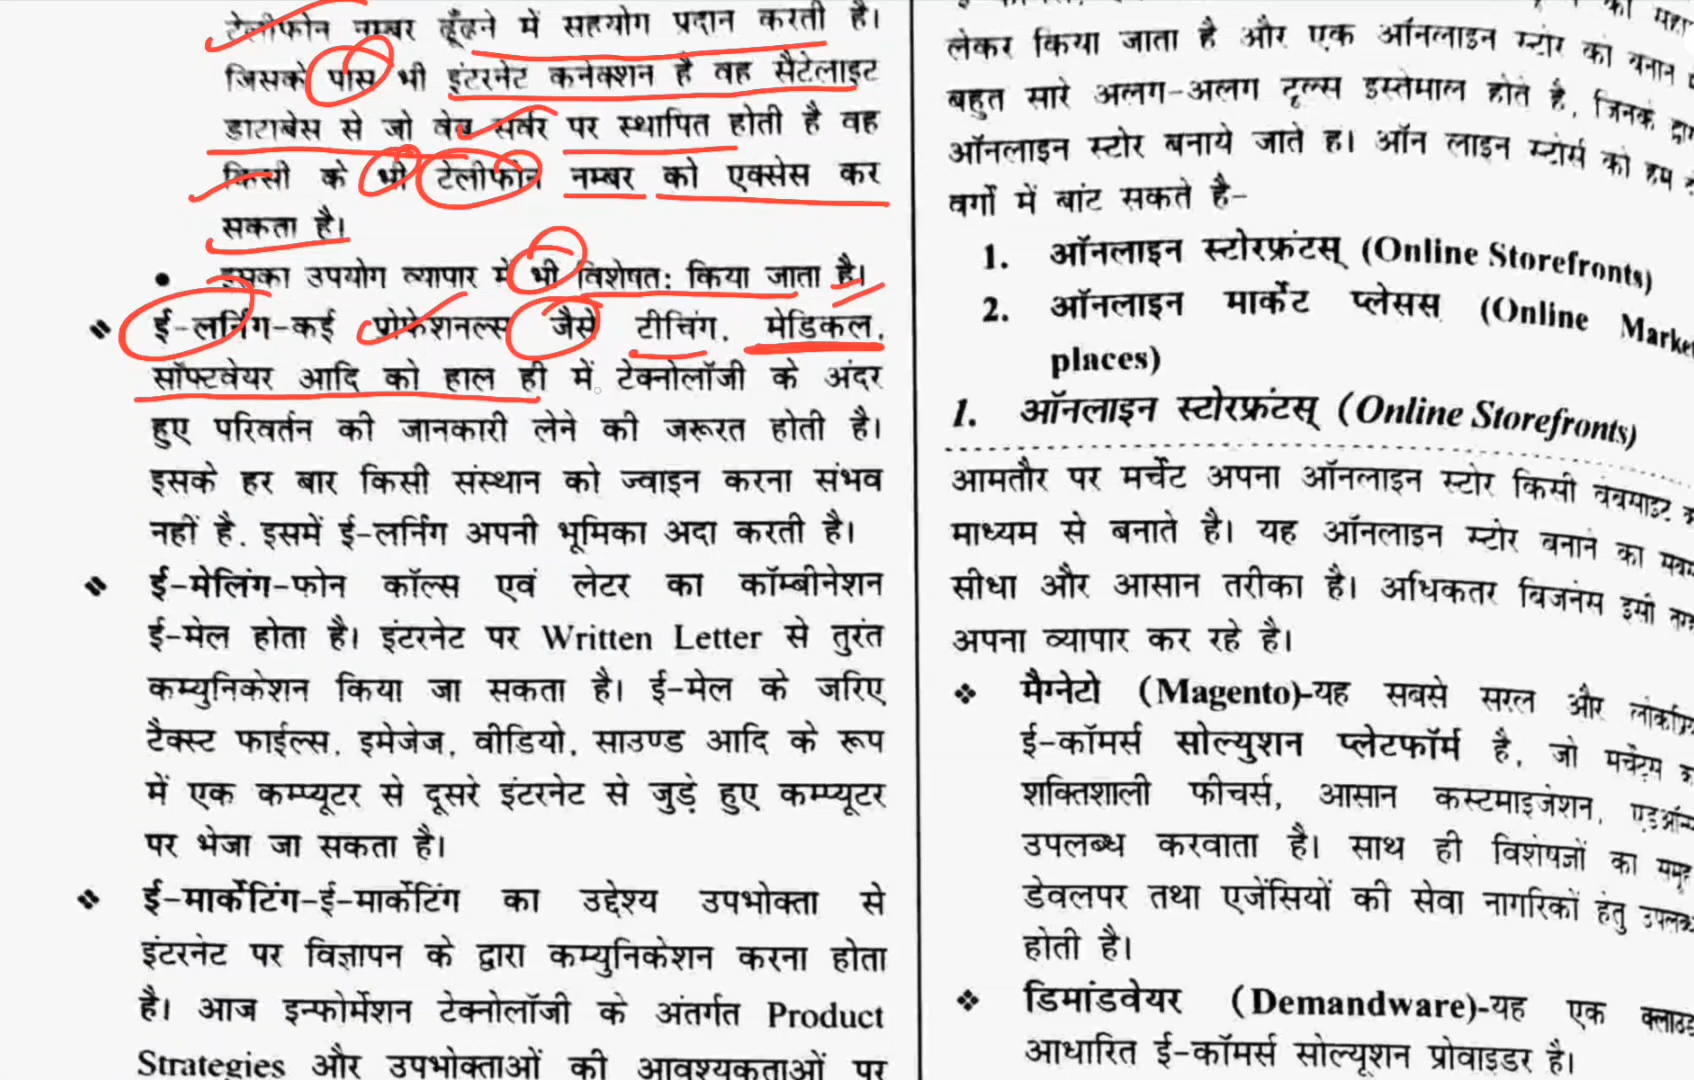 टेलीफोन नम्बर ढूँढने में सहयोग प्रदान करती है।
जिसके पास भी इंटरनेट कनेक्शन है वह सैटेलाइट
डाटाबेस से जो वेब सर्वर पर स्थापित होती है वह
किसी के भी टेलीफोन नम्बर को एक्सेस कर
सकता है।
• इसका उपयोग व्यापार में भी विशेषत: किया जाता है।
ई-लर्निंग-कई प्रोफेशनल्स जैसे टीचिंग, मेडिकल,
सॉफ्टवेयर आदि को हाल ही में टेक्नोलॉजी के अंदर
हुए परिवर्तन की जानकारी लेने की जरूरत होती है।
इसके हर बार किसी संस्थान को ज्वाइन करना संभव
नहीं है, इसमें ई-लर्निंग अपनी भूमिका अदा करती है।
ई-मेलिंग-फोन कॉल्स एवं लेटर का कॉम्बीनेशन
ई-मेल होता है। इंटरनेट पर Written Letter से तुरंत
कम्युनिकेशन किया जा सकता है। ई-मेल के जरिए
टैक्स्ट फाईल्स, इमेजेज, वीडियो, साउण्ड आदि के रूप
में एक कम्प्यूटर से दूसरे इंटरनेट से जुड़े हुए कम्प्यूटर
पर भेजा जा सकता है।
ई-मार्केटिंग-ई-मार्केटिंग का उद्देश्य उपभोक्ता से
इंटरनेट पर विज्ञापन के द्वारा कम्युनिकेशन करना होता
है। आज इन्फोर्मेशन टेक्नोलॉजी के अंतर्गत Product
Strategies और उपभोक्ताओं की आवश्यकताओं पर
लेकर किया जाता है और एक ऑनलाइन स्टोर को बनाने
बहुत सारे अलग-अलग टूल्स इस्तेमाल होते है, जिनके
ऑनलाइन स्टोर बनाये जाते ह। ऑन लाइन स्टोर्स को हम
वर्गो में बांट सकते है-
1. ऑनलाइन स्टोरफ्रंटस् (Online Storefronts)
2. ऑनलाइन मार्केट प्लेसस (Online Market
places)
1. ऑनलाइन स्टोरफ्रंटस् (Online Storefronts)
आमतौर पर मर्चेट अपना ऑनलाइन स्टोर किसी वेबसाइट
माध्यम से बनाते है। यह ऑनलाइन स्टोर बनाने का
सीधा और आसान तरीका है। अधिकतर बिजनेस इसी
अपना व्यापार कर रहे है।
❖ मैग्नेटो (Magento)-यह सबसे सरल और
ई-कॉमर्स सोल्युशन प्लेटफॉर्म है, जो
शक्तिशाली फीचर्स, आसान कस्टमाइजेशन,
उपलब्ध करवाता है। साथ ही विशेषज्ञों का
डेवलपर तथा एजेंसियों की सेवा नागरिकों हेतु
होती है।
❖ डिमांडवेयर (Demandware)-यह एक क्लाउड
आधारित ई-कॉमर्स सोल्यूशन प्रोवाइडर है।